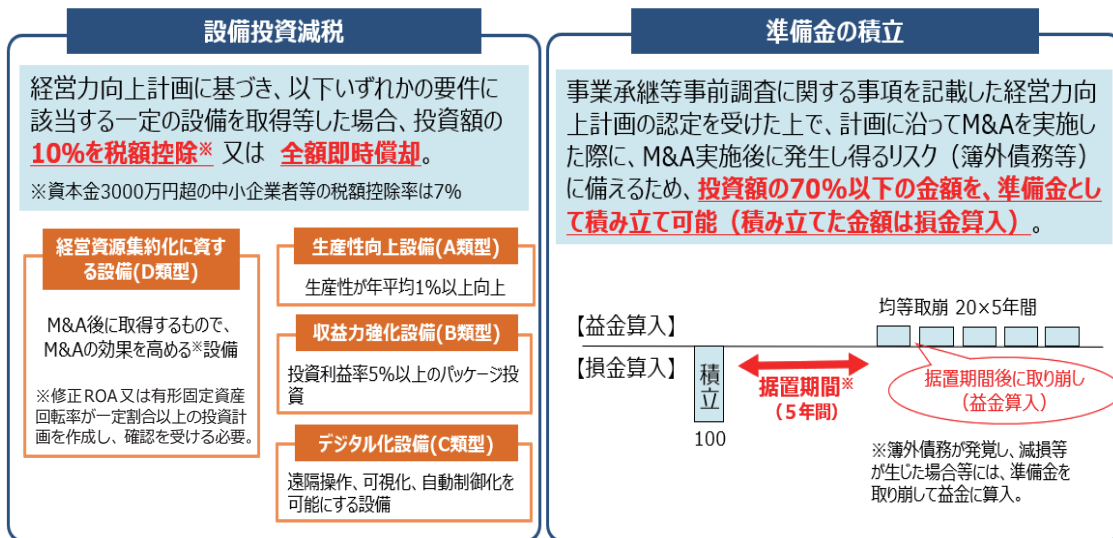 設備投資減税
経営力向上計画に基づき、以下いずれかの要件に
該当する一定の設備を取得等した場合、投資額の
10%を税額控除※ 又は 全額即時償却。
※資本金3000万円超の中小企業者等の税額控除率は7%
経営資源集約化に資す
る設備(D類型)
M&A後に取得するもので、
M&Aの効果を高める※設備
※修正ROA又は有形固定資産
回転率が一定割合以上の投資計
画を作成し、確認を受ける必要。
生産性向上設備(A類型)
生産性が年平均1%以上向上
収益力強化設備(B類型)
投資利益率5%以上のパッケージ投
資
デジタル化設備(C類型)
遠隔操作、可視化、自動制御化を
可能にする設備
準備金の積立
事業承継等事前調査に関する事項を記載した経営力向
上計画の認定を受けた上で、計画に沿ってM&Aを実施し
た際に、M&A実施後に発生し得るリスク（簿外債務等）
に備えるため、投資額の70%以下の金額を、準備金とし
て積み立て可能（積み立てた金額は損金算入）。
均等取崩 20×5年間
【益金算入】
【損金算入】
積立
100
据置期間※
（５年間）
据置期間後に取り崩し
（益金算入）
※簿外債務が発覚し、減損等
が生じた場合等には、準備金を
取り崩して益金に算入。